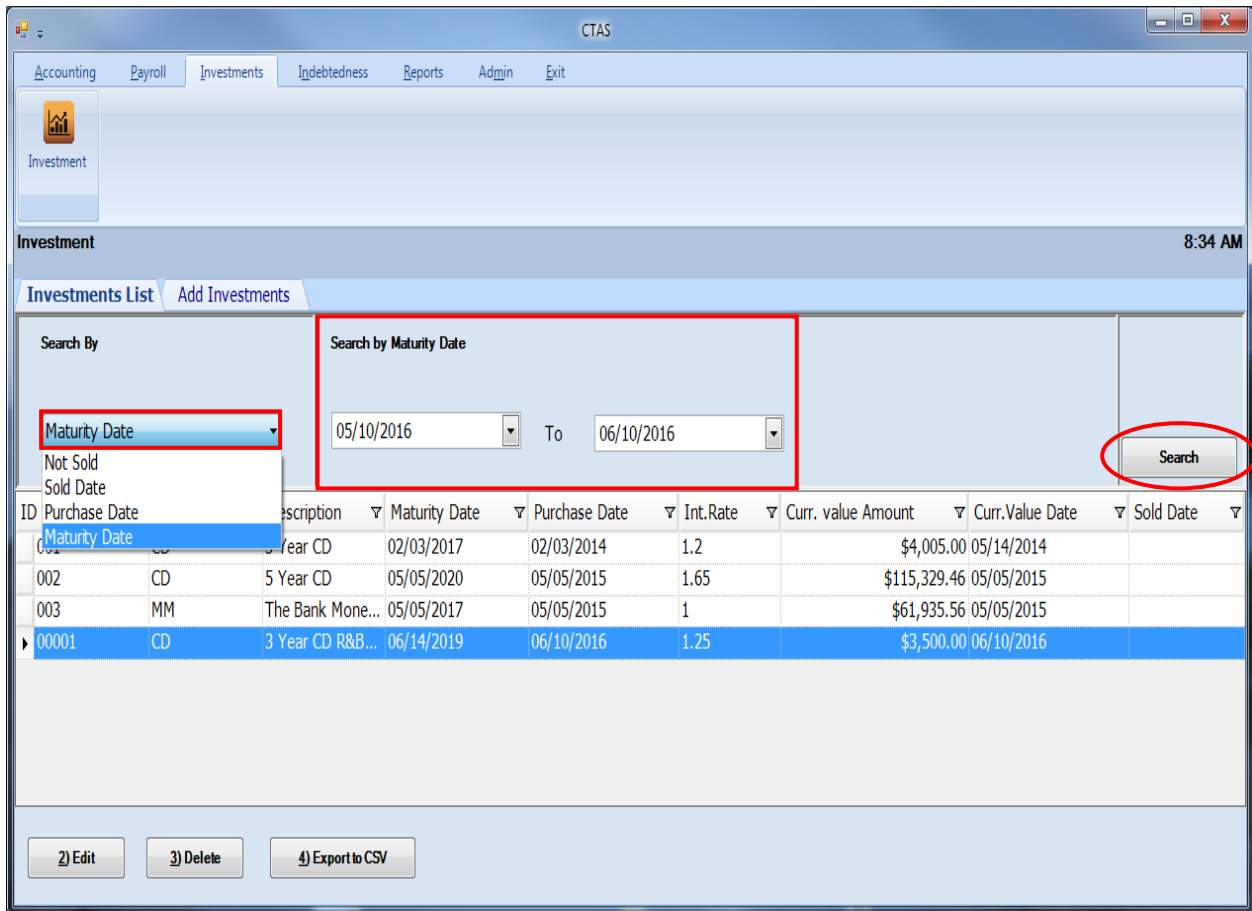 CTAS
Accounting Payroll Investments Indebtedness Reports Admin Exit
Investment
Investment 8:34 AM
Investments List Add Investments
Search By Search by Maturity Date
Maturity Date 05/10/2016 To 06/10/2016
Search
Not Sold
Sold Date
Purchase Date
Maturity Date
ID escription Maturity Date Purchase Date Int.Rate Curr. value Amount Curr.Value Date Sold Date
001 CD Year CD 02/03/2017 02/03/2014 1.2 $4,005.00 05/14/2014
002 CD 5 Year CD 05/05/2020 05/05/2015 1.65 $115,329.46 05/05/2015
003 MM The Bank Mone... 05/05/2017 05/05/2015 1 $61,935.56 05/05/2015
00001 CD 3 Year CD R&B... 06/14/2019 06/10/2016 1.25 $3,500.00 06/10/2016
2) Edit 3) Delete 4) Export to CSV